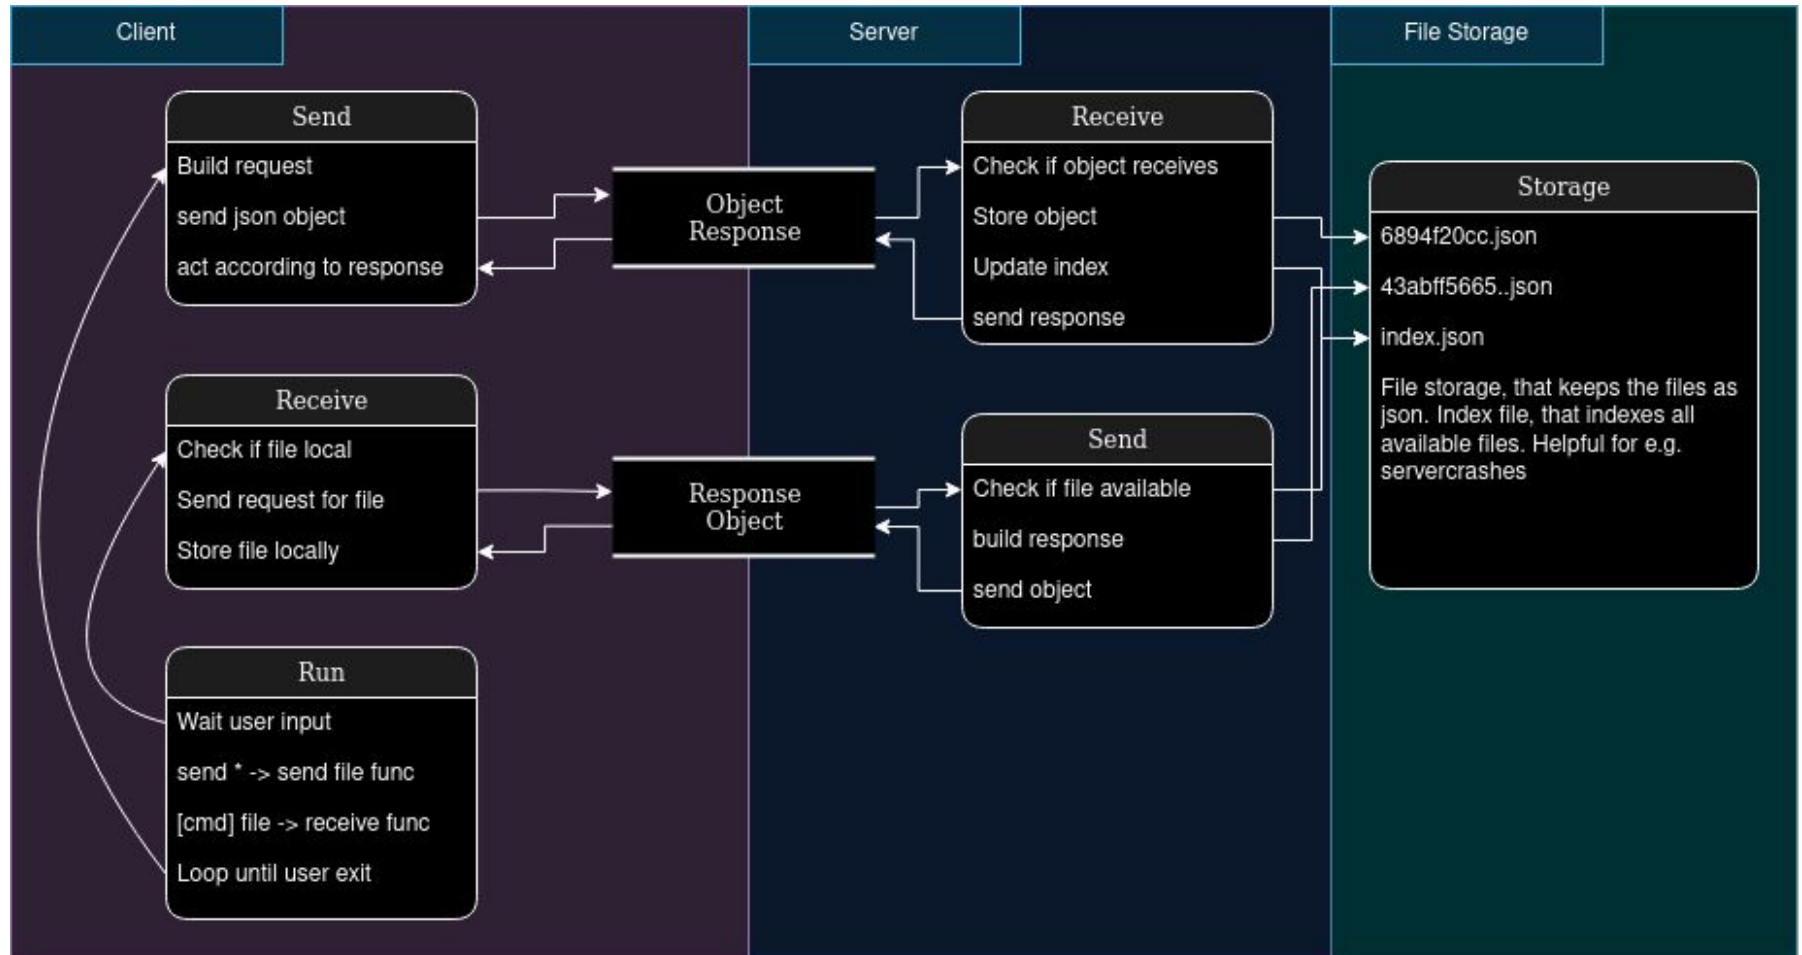 Client
Server
File Storage
Send
Build request
send json object
act according to response
Object
Response
Receive
Check if object receives
Store object
Update index
send response
Storage
6894f20cc.json
43abff5665..json
index.json
File storage, that keeps the files as
json. Index file, that indexes all
available files. Helpful for e.g.
servercrashes
Receive
Check if file local
Send request for file
Store file locally
Response
Object
Send
Check if file available
build response
send object
Run
Wait user input
send * -> send file func
[cmd] file -> receive func
Loop until user exit